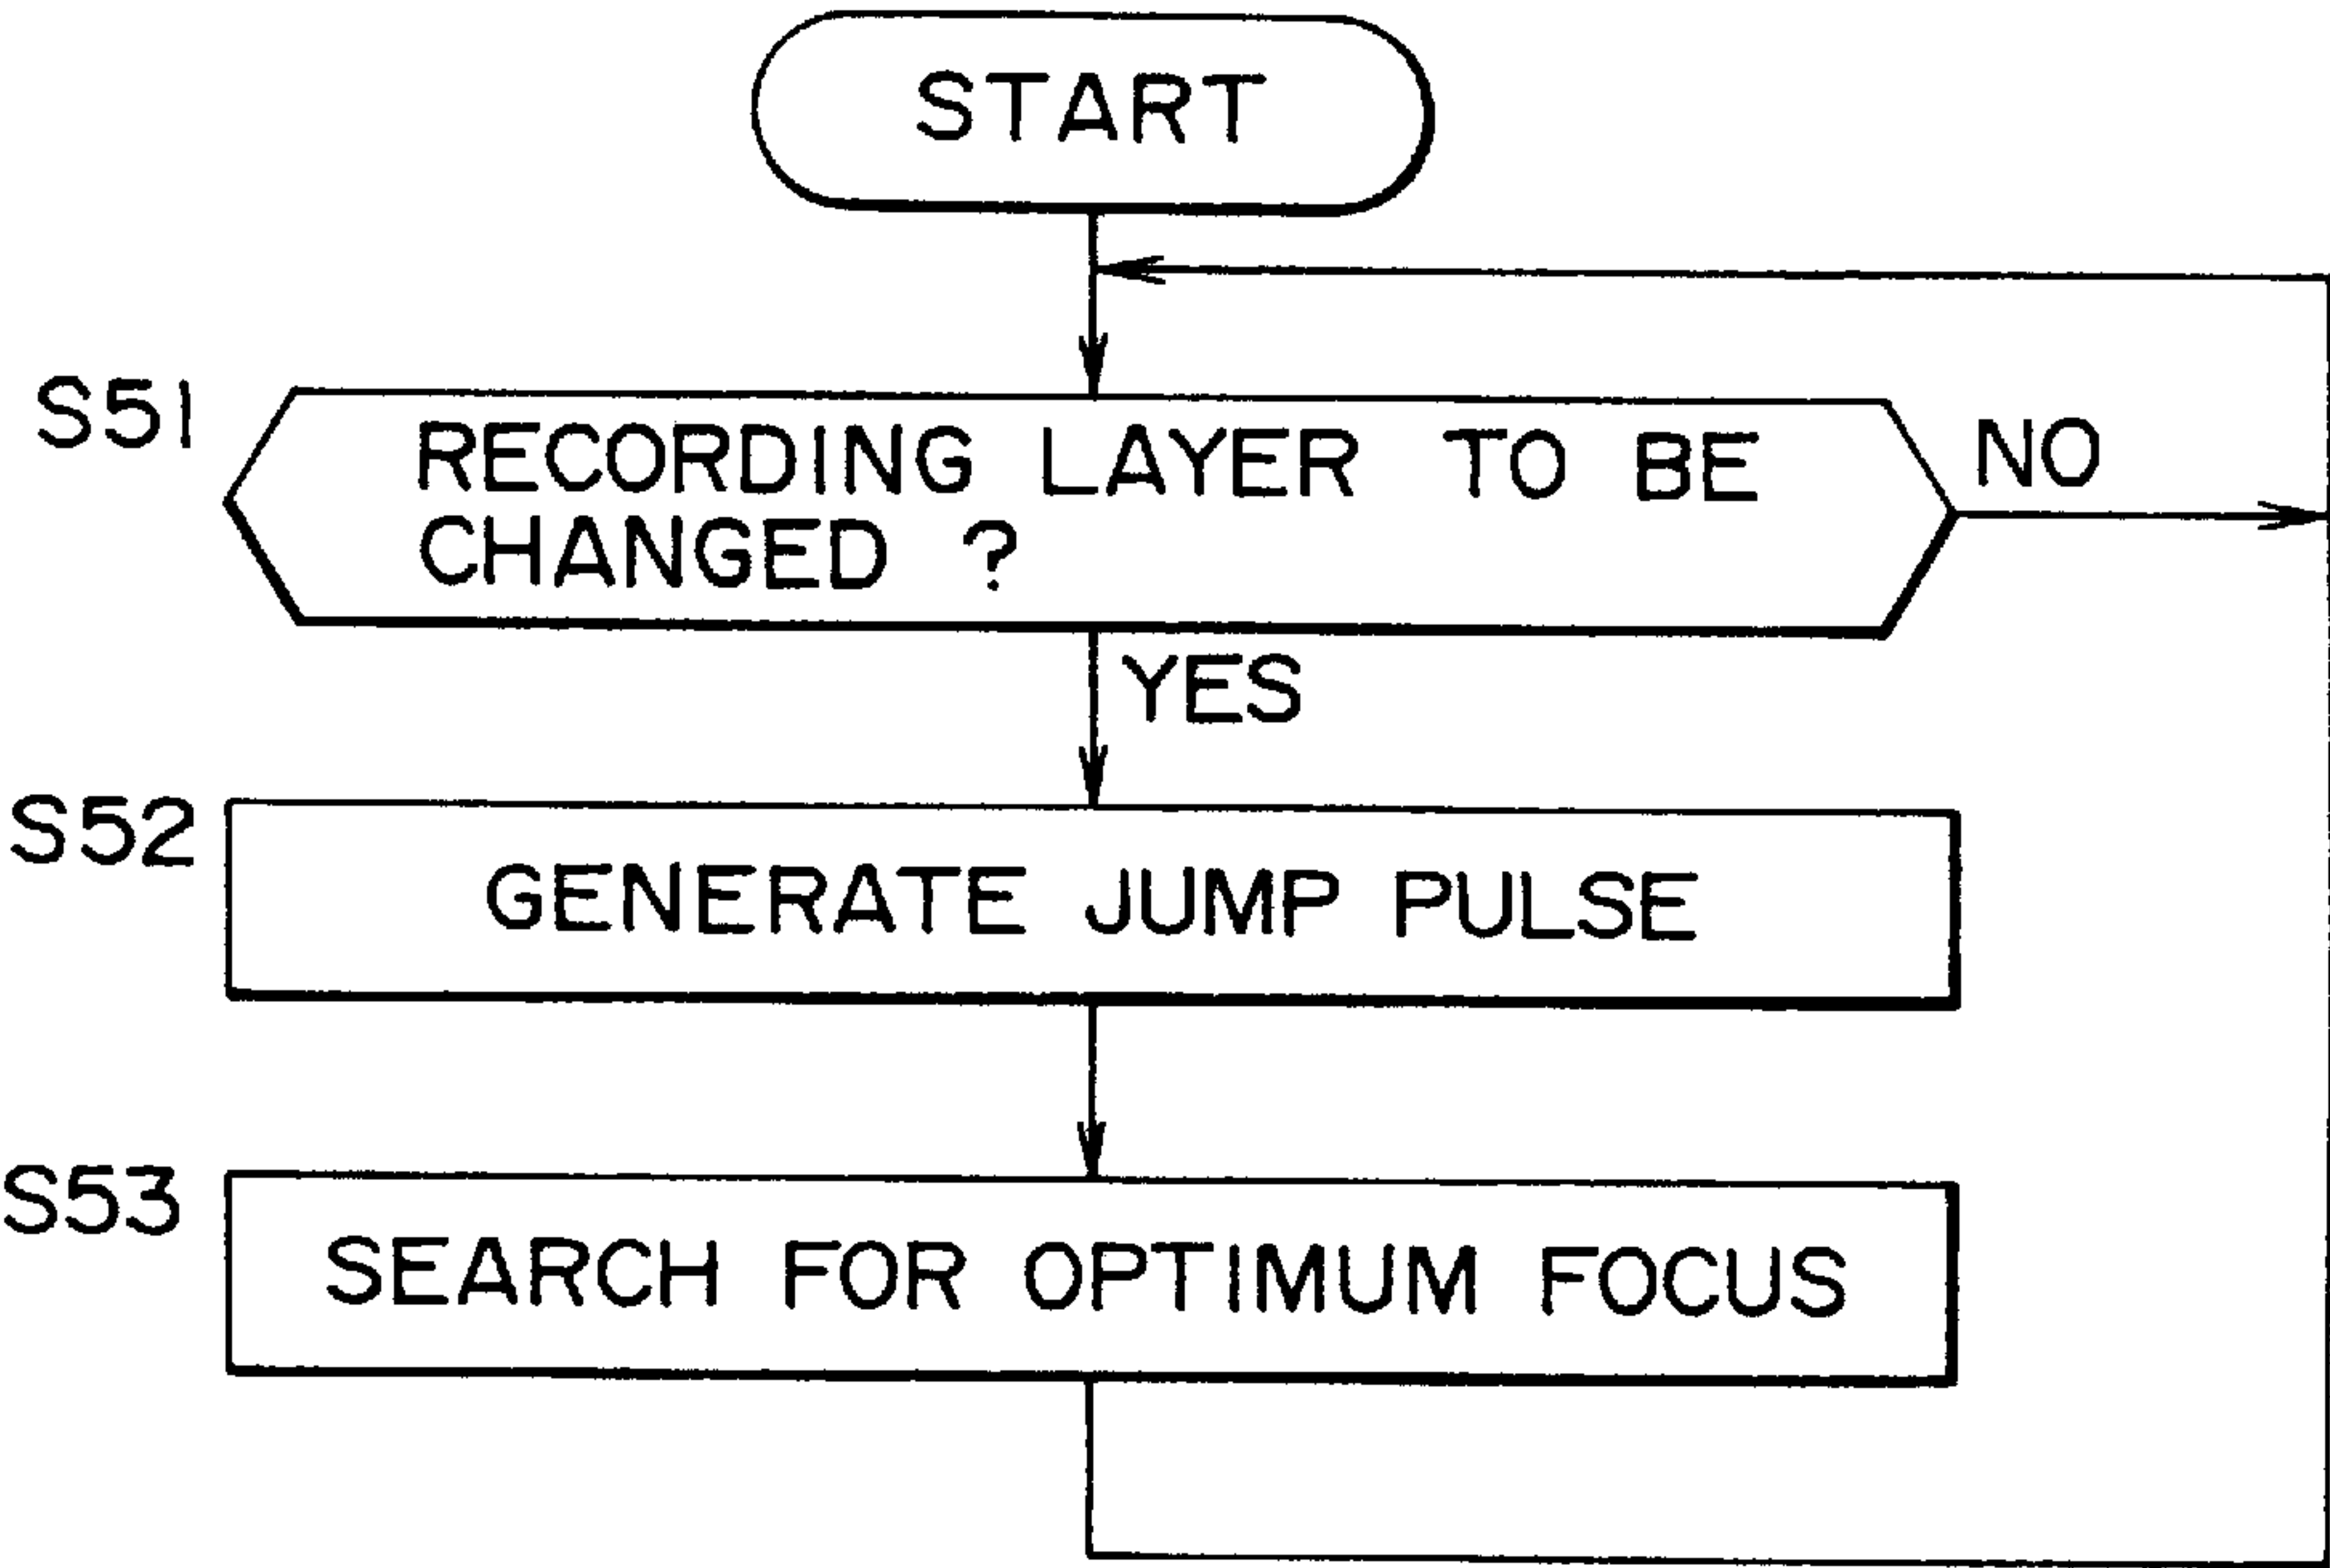 START
S51
RECORDING LAYER TO BE
CHANGED ?
NO
YES
S52
GENERATE JUMP PULSE
S53
SEARCH FOR OPTIMUM FOCUS